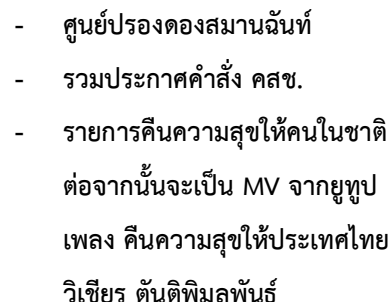 - ศูนย์ปรองดองสมานฉันท์
- รวมประกาศคำสั่ง คสช.
- รายการคืนความสุขให้คนในชาติ
ต่อจากนั้นจะเป็น MV จากยูทูป
เพลง คืนความสุขให้ประเทศไทย
วิเชียร ตันติพิมลพันธ์